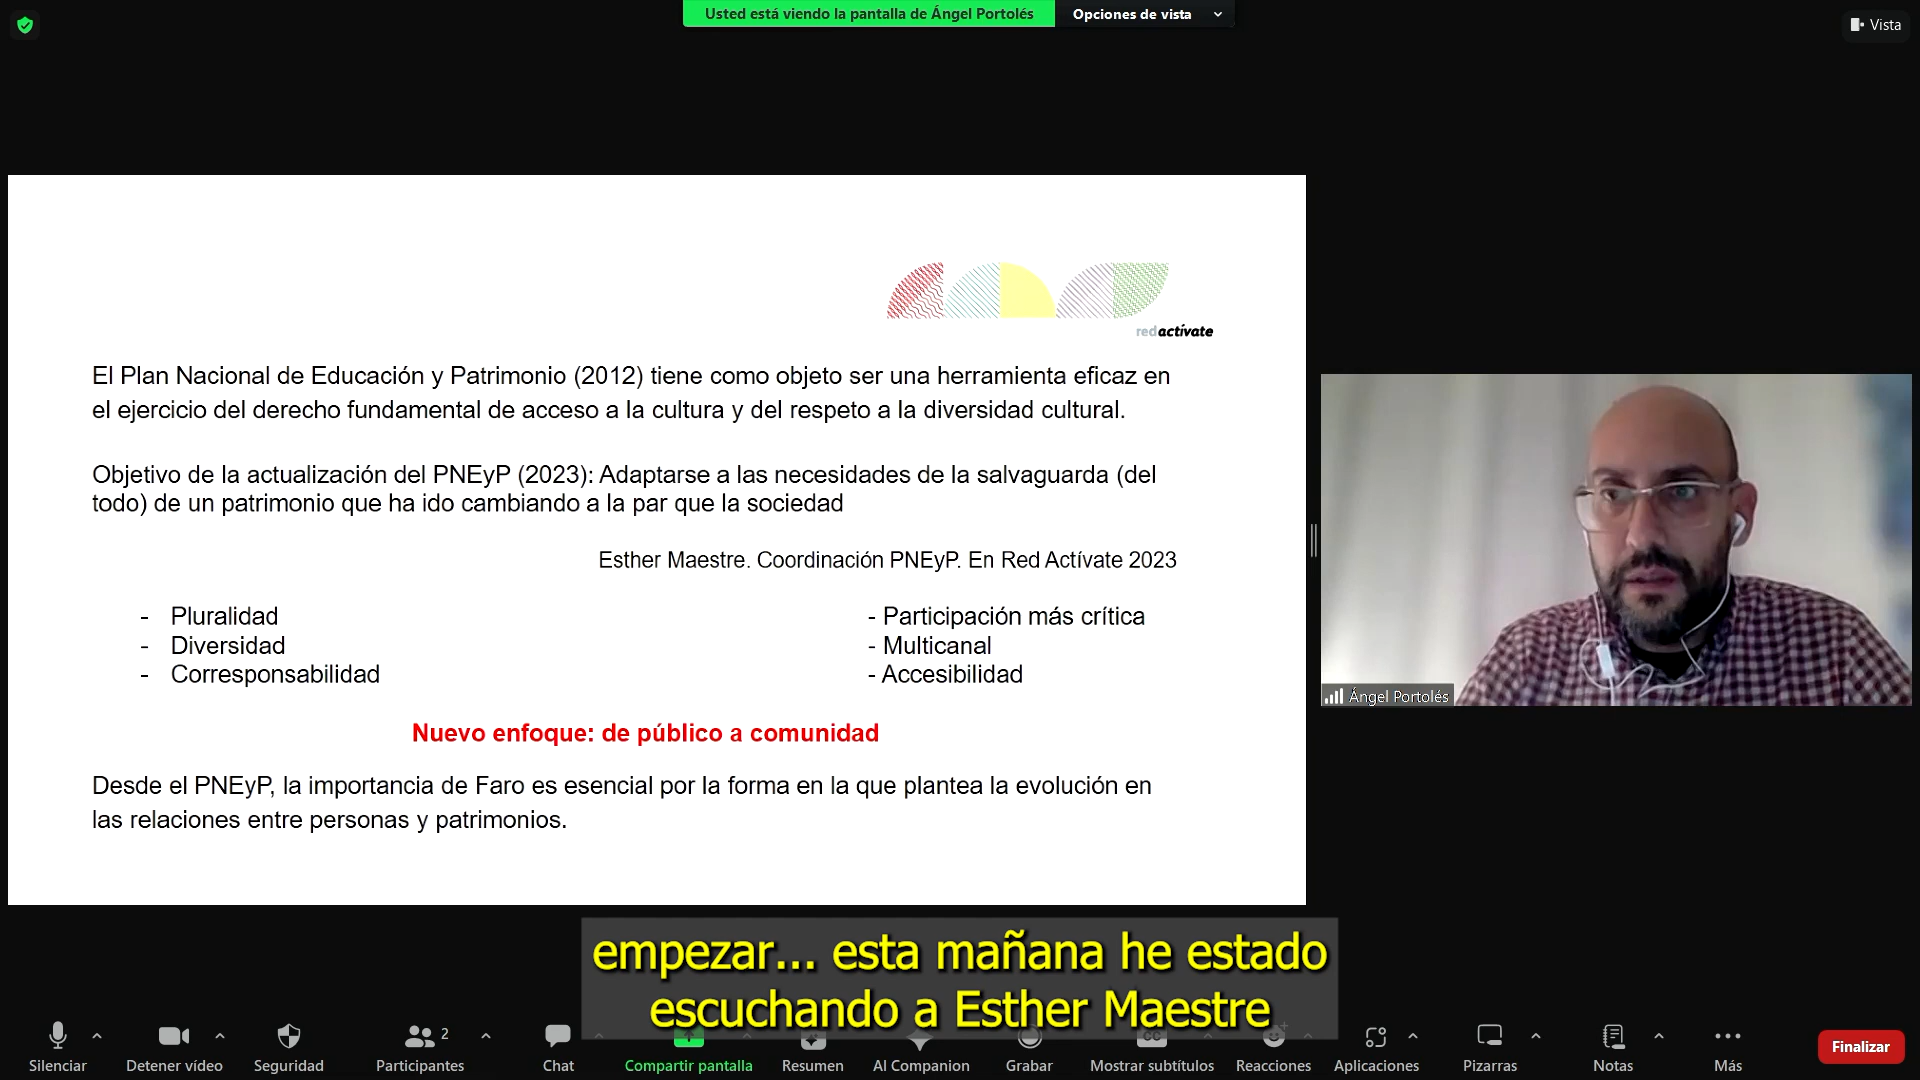 Usted está viendo la pantalla de Ángel Portolés
Opciones de vista
Vista
redactívate
El Plan Nacional de Educación y Patrimonio (2012) tiene como objeto ser una herramienta eficaz en
el ejercicio del derecho fundamental de acceso a la cultura y del respeto a la diversidad cultural.
Objetivo de la actualización del PNEyP (2023): Adaptarse a las necesidades de la salvaguarda (del
todo) de un patrimonio que ha ido cambiando a la par que la sociedad
Esther Maestre. Coordinación PNEyP. En Red Actívate 2023
- Pluralidad
- Diversidad
- Corresponsabilidad
- Participación más crítica
- Multicanal
- Accesibilidad
Nuevo enfoque: de público a comunidad
Desde el PNEyP, la importancia de Faro es esencial por la forma en la que plantea la evolución en
las relaciones entre personas y patrimonios.
Ángel Portolés
empezar... esta mañana he estado
escuchando a Esther Maestre
Silenciar
Detener vídeo
Seguridad
Participantes
2
Chat
Compartir pantalla
Resumen
AI Companion
Grabar
CC
Mostrar subtítulos
Reacciones
Aplicaciones
Pizarras
Notas
Más
Finalizar